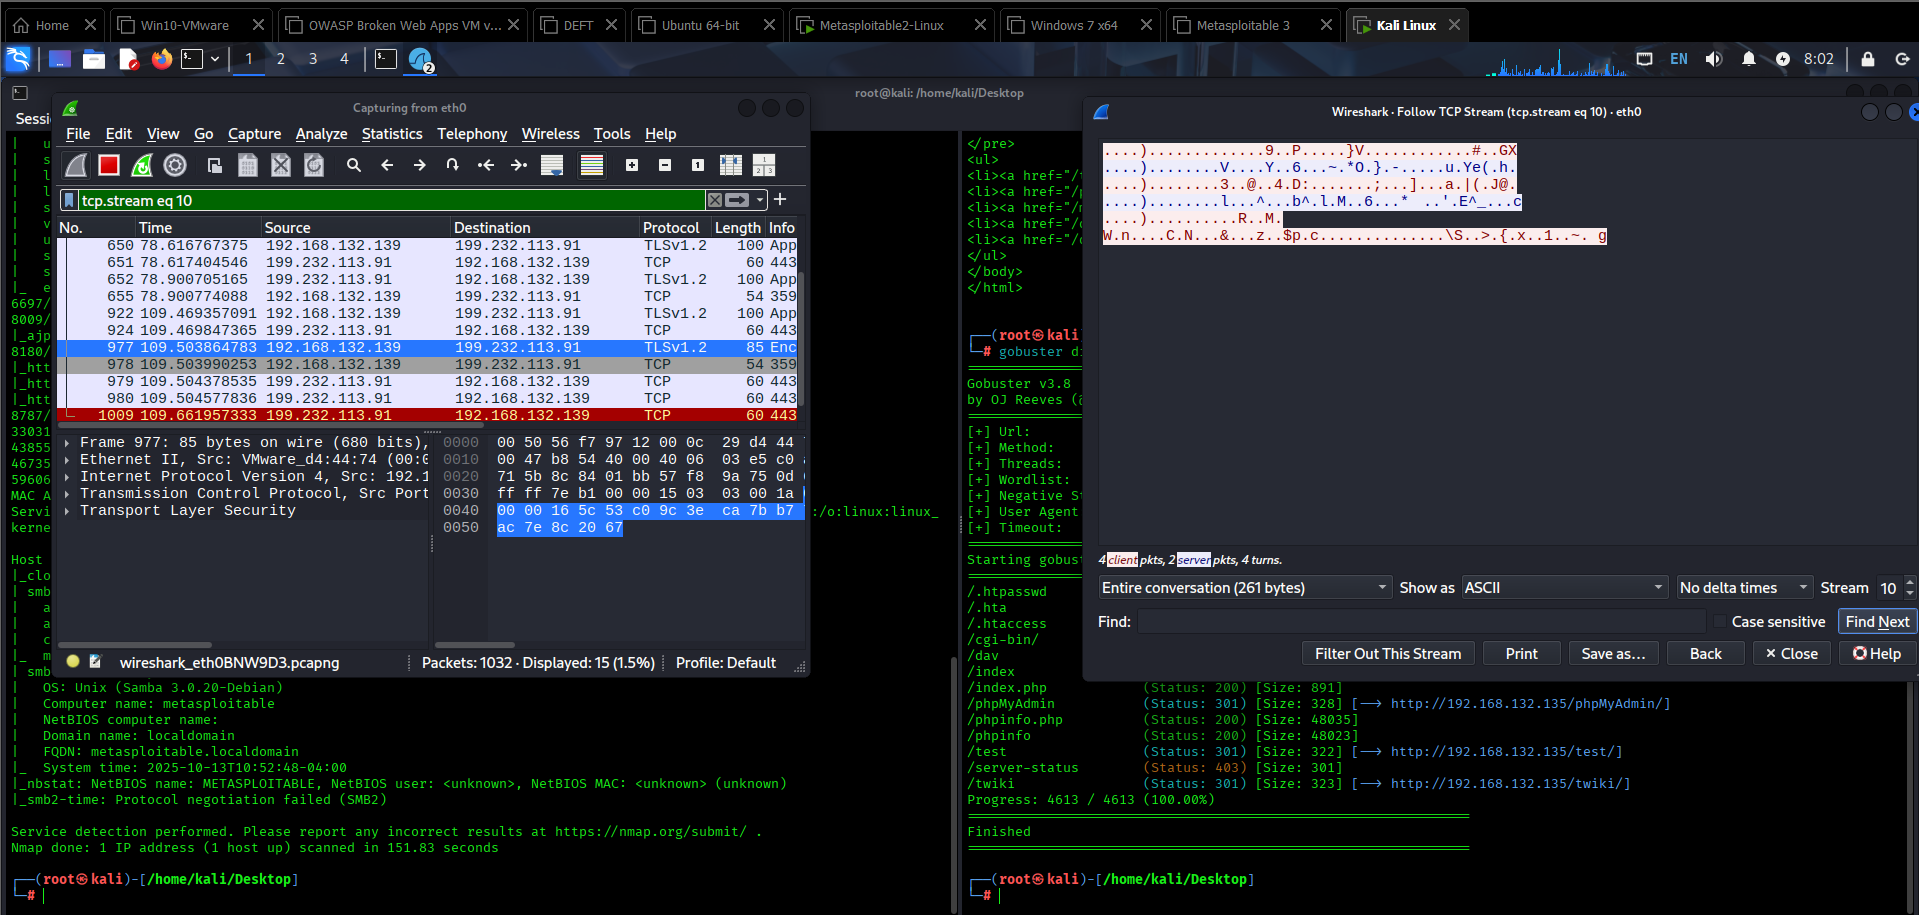 Home
Win10-VMware
OWASP Broken Web Apps VM v...
DEFT
Ubuntu 64-bit
Metasploitable2-Linux
Windows 7 x64
Metasploitable 3
Kali Linux
1 2 3 4
2
EN
8:02
root@kali: /home/kali/Desktop
Sessi
Capturing from eth0
File Edit View Go Capture Analyze Statistics Telephony Wireless Tools Help
tcp.stream eq 10
No. Time Source Destination Protocol Length Info
650 78.616767375 192.168.132.139 199.232.113.91 TLSv1.2 100 App
651 78.617404546 199.232.113.91 192.168.132.139 TCP 60 443
652 78.900705165 199.232.113.91 192.168.132.139 TLSv1.2 100 App
655 78.900774088 192.168.132.139 199.232.113.91 TCP 54 359
922 109.469357091 192.168.132.139 199.232.113.91 TLSv1.2 100 App
924 109.469847365 199.232.113.91 192.168.132.139 TCP 60 443
977 109.503864783 192.168.132.139 199.232.113.91 TLSv1.2 85 Enc
978 109.503990253 192.168.132.139 199.232.113.91 TCP 54 359
979 109.504378535 199.232.113.91 192.168.132.139 TCP 60 443
980 109.504577836 199.232.113.91 192.168.132.139 TCP 60 443
1009 109.661957333 199.232.113.91 192.168.132.139 TCP 60 443
Frame 977: 85 bytes on wire (680 bits),
Ethernet II, Src: VMware_d4:44:74 (00:0
Internet Protocol Version 4, Src: 192.1
Transmission Control Protocol, Src Port
Transport Layer Security
0000 00 50 56 f7 97 12 00 0c 29 d4 44
0010 00 47 b8 54 40 00 40 06 03 e5 c0
0020 71 5b 8c 84 01 bb 57 f8 9a 75 0d
0030 ff ff 7e b1 00 00 15 03 03 00 1a
0040 00 00 16 5c 53 c0 9c 3e ca 7b b7
0050 ac 7e 8c 20 67
wireshark_eth0BNW9D3.pcapng
Packets: 1032 · Displayed: 15 (1.5%)
Profile: Default
6697/
8009/
|_ajp
8180/
|_htt
|_htt
|_htt
8787/
33031
43855
46735
59606
MAC A
Servi
:/o:linux:linux_
kerne
Host
|_clo
| smb
| smb
| OS: Unix (Samba 3.0.20-Debian)
| Computer name: metasploitable
| NetBIOS computer name:
| Domain name: localdomain
| FQDN: metasploitable.localdomain
|_ System time: 2025-10-13T10:52:48-04:00
|_nbstat: NetBIOS name: METASPLOITABLE, NetBIOS user: <unknown>, NetBIOS MAC: <unknown> (unknown)
|_smb2-time: Protocol negotiation failed (SMB2)
Service detection performed. Please report any incorrect results at https://nmap.org/submit/ .
Nmap done: 1 IP address (1 host up) scanned in 151.83 seconds
┌──(root㉿kali)-[/home/kali/Desktop]
└─#
</pre>
<ul>
<li><a href="/t
<li><a href="/p
<li><a href="/m
<li><a href="/d
<li><a href="/d
</ul>
</body>
</html>
┌──(root㉿kali
└─# gobuster di
Gobuster v3.8
by OJ Reeves (@
[+] Url:
[+] Method:
[+] Threads:
[+] Wordlist:
[+] Negative St
[+] User Agent
[+] Timeout:
Starting gobust
/.htpasswd
/.hta
/.htaccess
/cgi-bin/
/dav
/index
/index.php (Status: 200) [Size: 891]
/phpMyAdmin (Status: 301) [Size: 328] [--> http://192.168.132.135/phpMyAdmin/]
/phpinfo.php (Status: 200) [Size: 48035]
/phpinfo (Status: 200) [Size: 48023]
/test (Status: 301) [Size: 322] [--> http://192.168.132.135/test/]
/server-status (Status: 403) [Size: 301]
/twiki (Status: 301) [Size: 323] [--> http://192.168.132.135/twiki/]
Progress: 4613 / 4613 (100.00%)
Finished
┌──(root㉿kali)-[/home/kali/Desktop]
└─#
Wireshark · Follow TCP Stream (tcp.stream eq 10) · eth0
....).............9..P.....}V............#..GX
....).........V....Y..6...~.*O.}.-.....u.Ye(.h.
....)........3..@..4.D:.......;...]...a.|(.J@.
....)........l...^...b^.l.M..6...* ..'.E^_...c
....)..........R..M.
W.n....C.N...&...z..$p.c..............\S..>.{.x..1..~. g
4 client pkts, 2 server pkts, 4 turns.
Entire conversation (261 bytes)
Show as ASCII
No delta times
Stream 10
Find:
Case sensitive
Find Next
Filter Out This Stream
Print
Save as…
Back
Close
Help